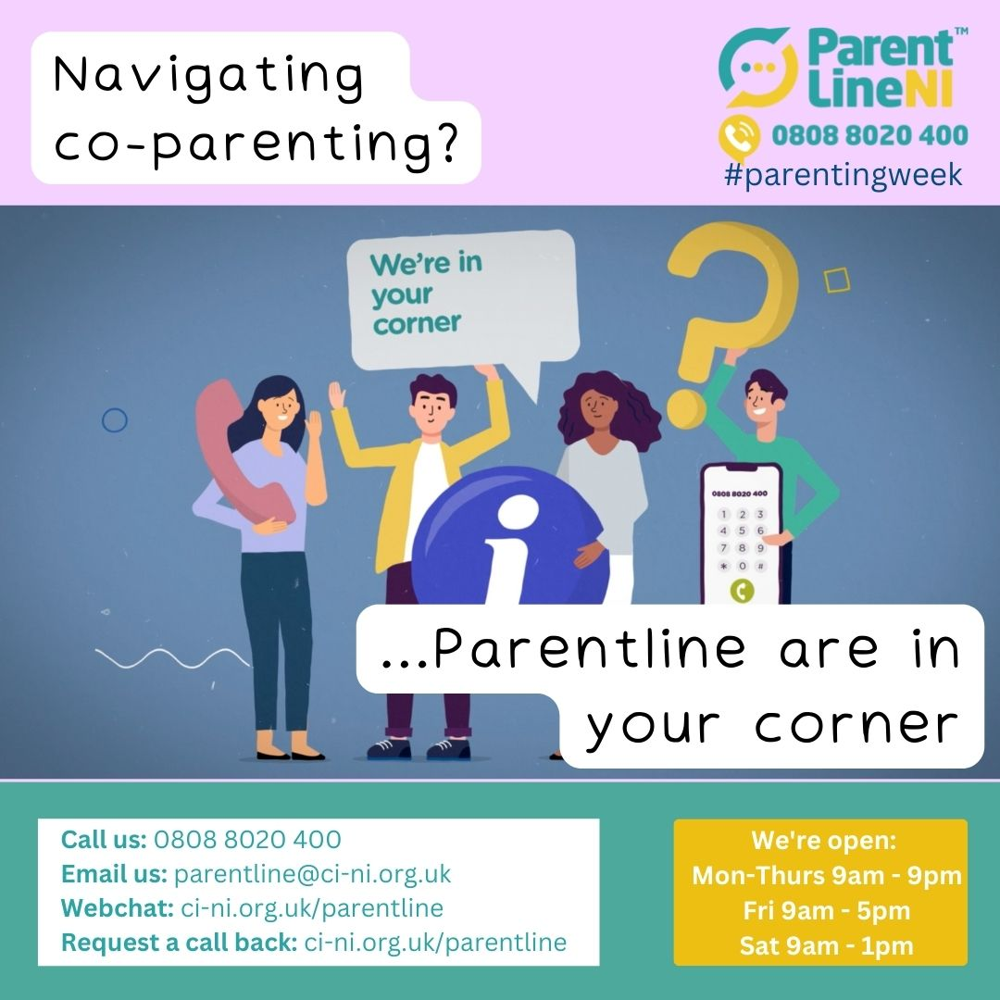 Navigating
co-parenting?
Parent™
LineNI
0808 8020 400
#parentingweek
We're in
your
corner
i
?
0808 8020 400
1 2 3
4 5 6
7 8 9
* 0 #
...Parentline are in
your corner
Call us: 0808 8020 400
Email us: parentline@ci-ni.org.uk
Webchat: ci-ni.org.uk/parentline
Request a call back: ci-ni.org.uk/parentline
We're open:
Mon-Thurs 9am - 9pm
Fri 9am - 5pm
Sat 9am - 1pm